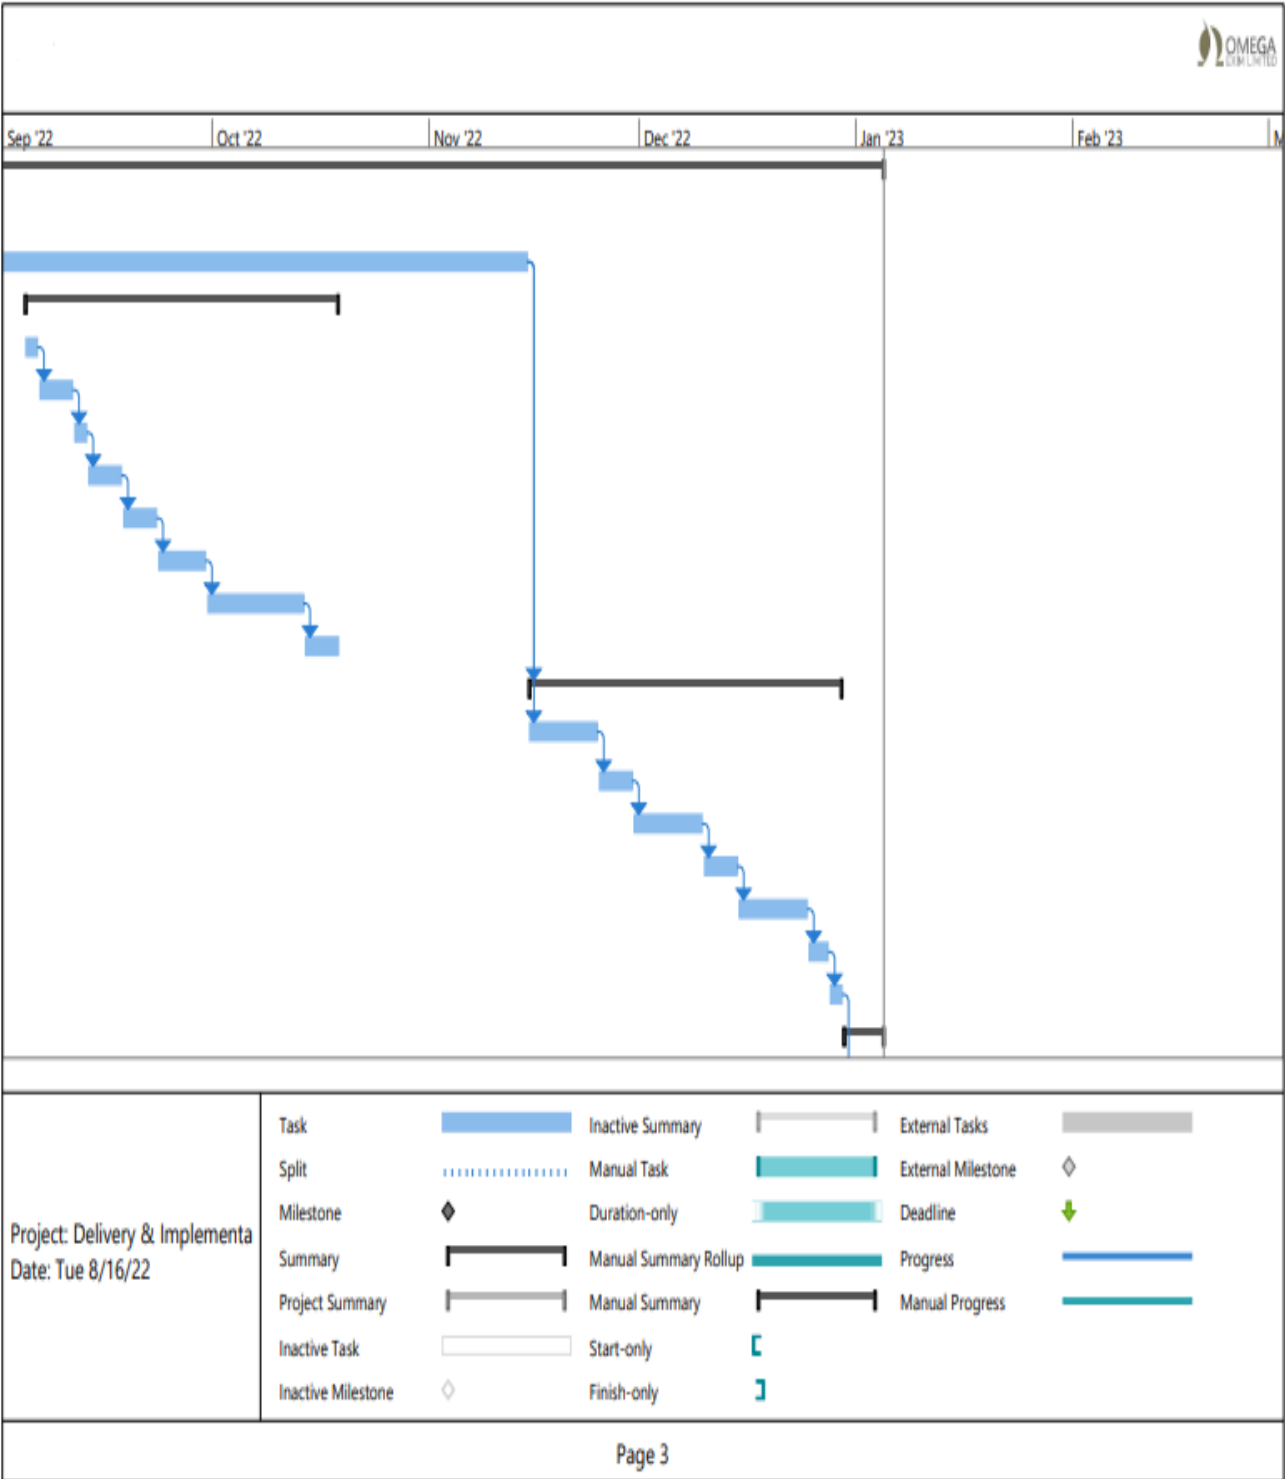 OMEGA
EXIM LIMITED
Sep '22 Oct '22 Nov '22 Dec '22 Jan '23 Feb '23
Project: Delivery & Implementa
Date: Tue 8/16/22
Task
Split
Milestone
Summary
Project Summary
Inactive Task
Inactive Milestone
Inactive Summary
Manual Task
Duration-only
Manual Summary Rollup
Manual Summary
Start-only
Finish-only
External Tasks
External Milestone
Deadline
Progress
Manual Progress
Page 3